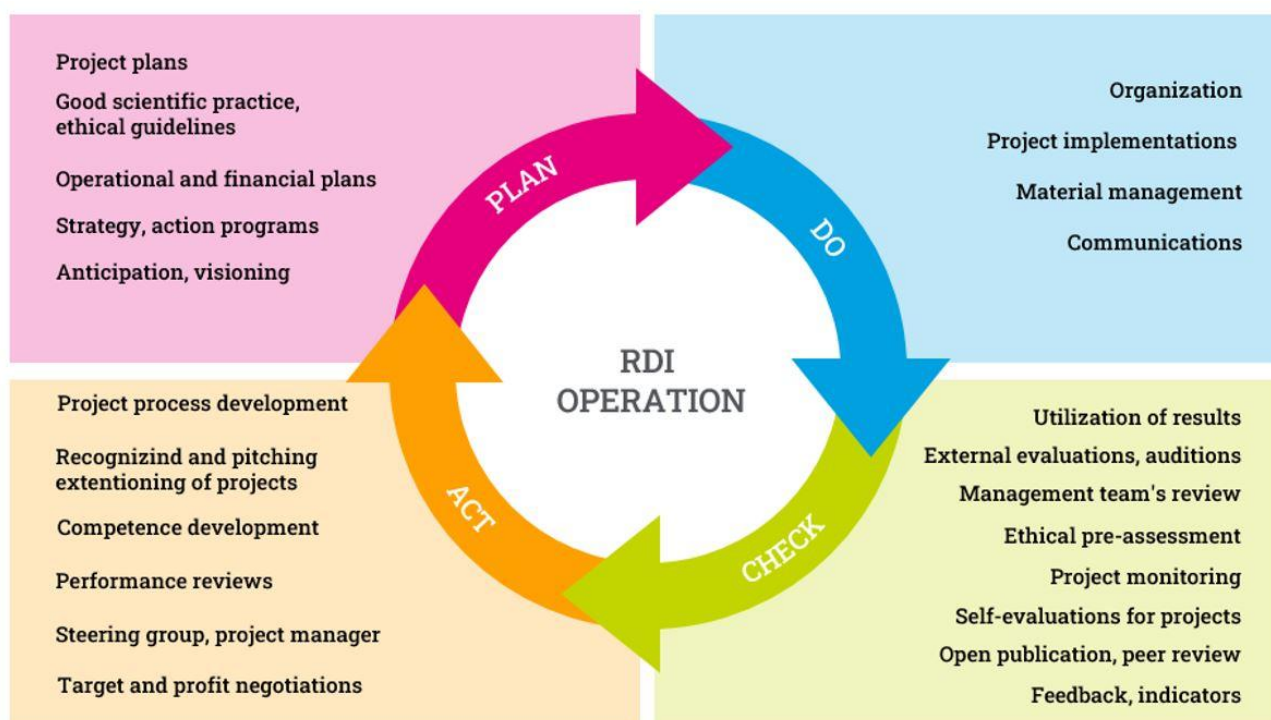 Project plans
Good scientific practice,
ethical guidelines
Operational and financial plans
Strategy, action programs
Anticipation, visioning
Organization
Project implementations
Material management
Communications
PLAN
DO
CHECK
ACT
RDI
OPERATION
Project process development
Recognizind and pitching
extentioning of projects
Competence development
Performance reviews
Steering group, project manager
Target and profit negotiations
Utilization of results
External evaluations, auditions
Management team's review
Ethical pre-assessment
Project monitoring
Self-evaluations for projects
Open publication, peer review
Feedback, indicators